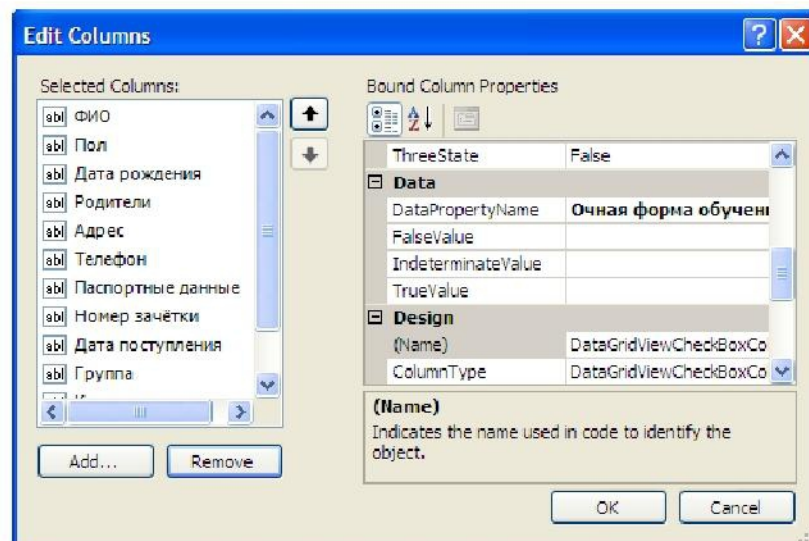 Edit Columns
Selected Columns:
ФИО
Пол
Дата рождения
Родители
Адрес
Телефон
Паспортные данные
Номер зачётки
Дата поступления
Группа
Add...
Remove
Bound Column Properties
ThreeState False
Data
DataPropertyName Очная форма обучен
FalseValue
IndeterminateValue
TrueValue
Design
(Name) DataGridViewCheckBoxCo
ColumnType DataGridViewCheckBoxCo
(Name)
Indicates the name used in code to identify the
object.
OK
Cancel